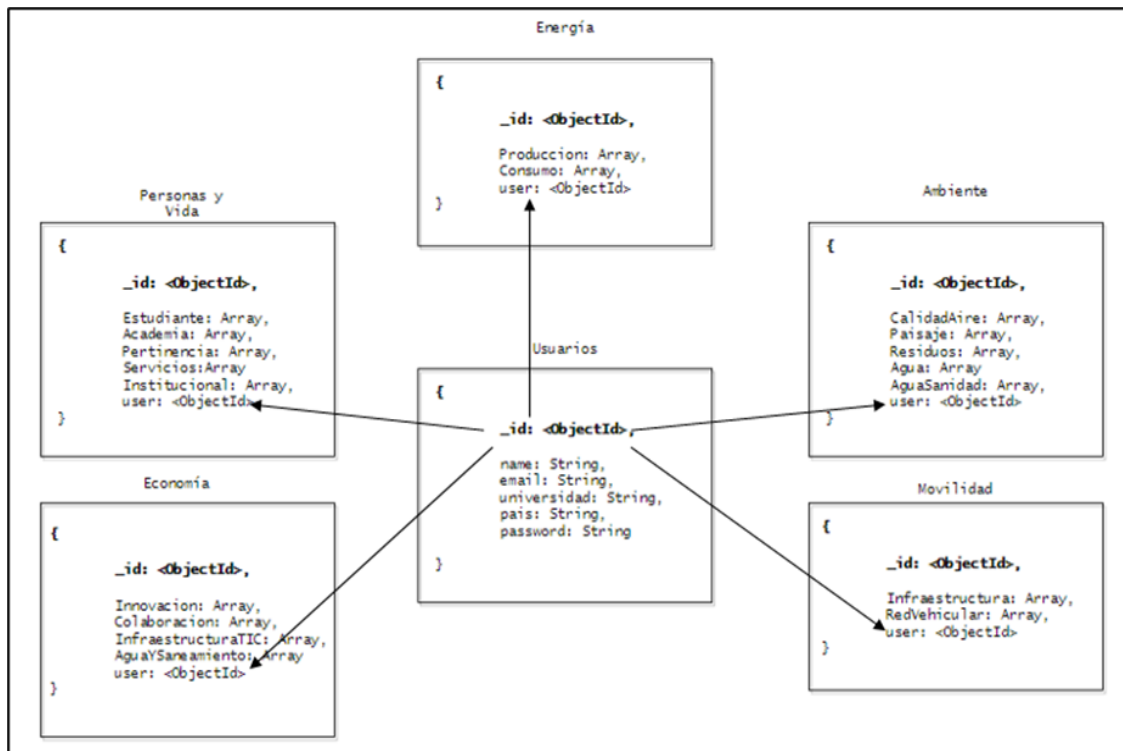 Energía
{
_id: <ObjectId>,
Produccion: Array,
Consumo: Array,
user: <ObjectId>
}
Personas y
Vida
{
_id: <ObjectId>,
Estudiante: Array,
Academia: Array,
Pertinencia: Array,
Servicios:Array
Institucional: Array,
user: <ObjectId>
}
Ambiente
{
_id: <ObjectId>,
CalidadAire: Array,
Paisaje: Array,
Residuos: Array,
Agua: Array
AguaSanidad: Array,
user: <ObjectId>
}
Usuarios
{
_id: <ObjectId>,
name: String,
email: String,
universidad: String,
pais: String,
password: String
}
Economía
{
_id: <ObjectId>,
Innovacion: Array,
Colaboracion: Array,
InfraestructuraTIC: Array,
AguaYSaneamiento: Array
user: <ObjectId>
}
Movilidad
{
_id: <ObjectId>,
Infraestructura: Array,
RedVehicular: Array,
user: <ObjectId>
}